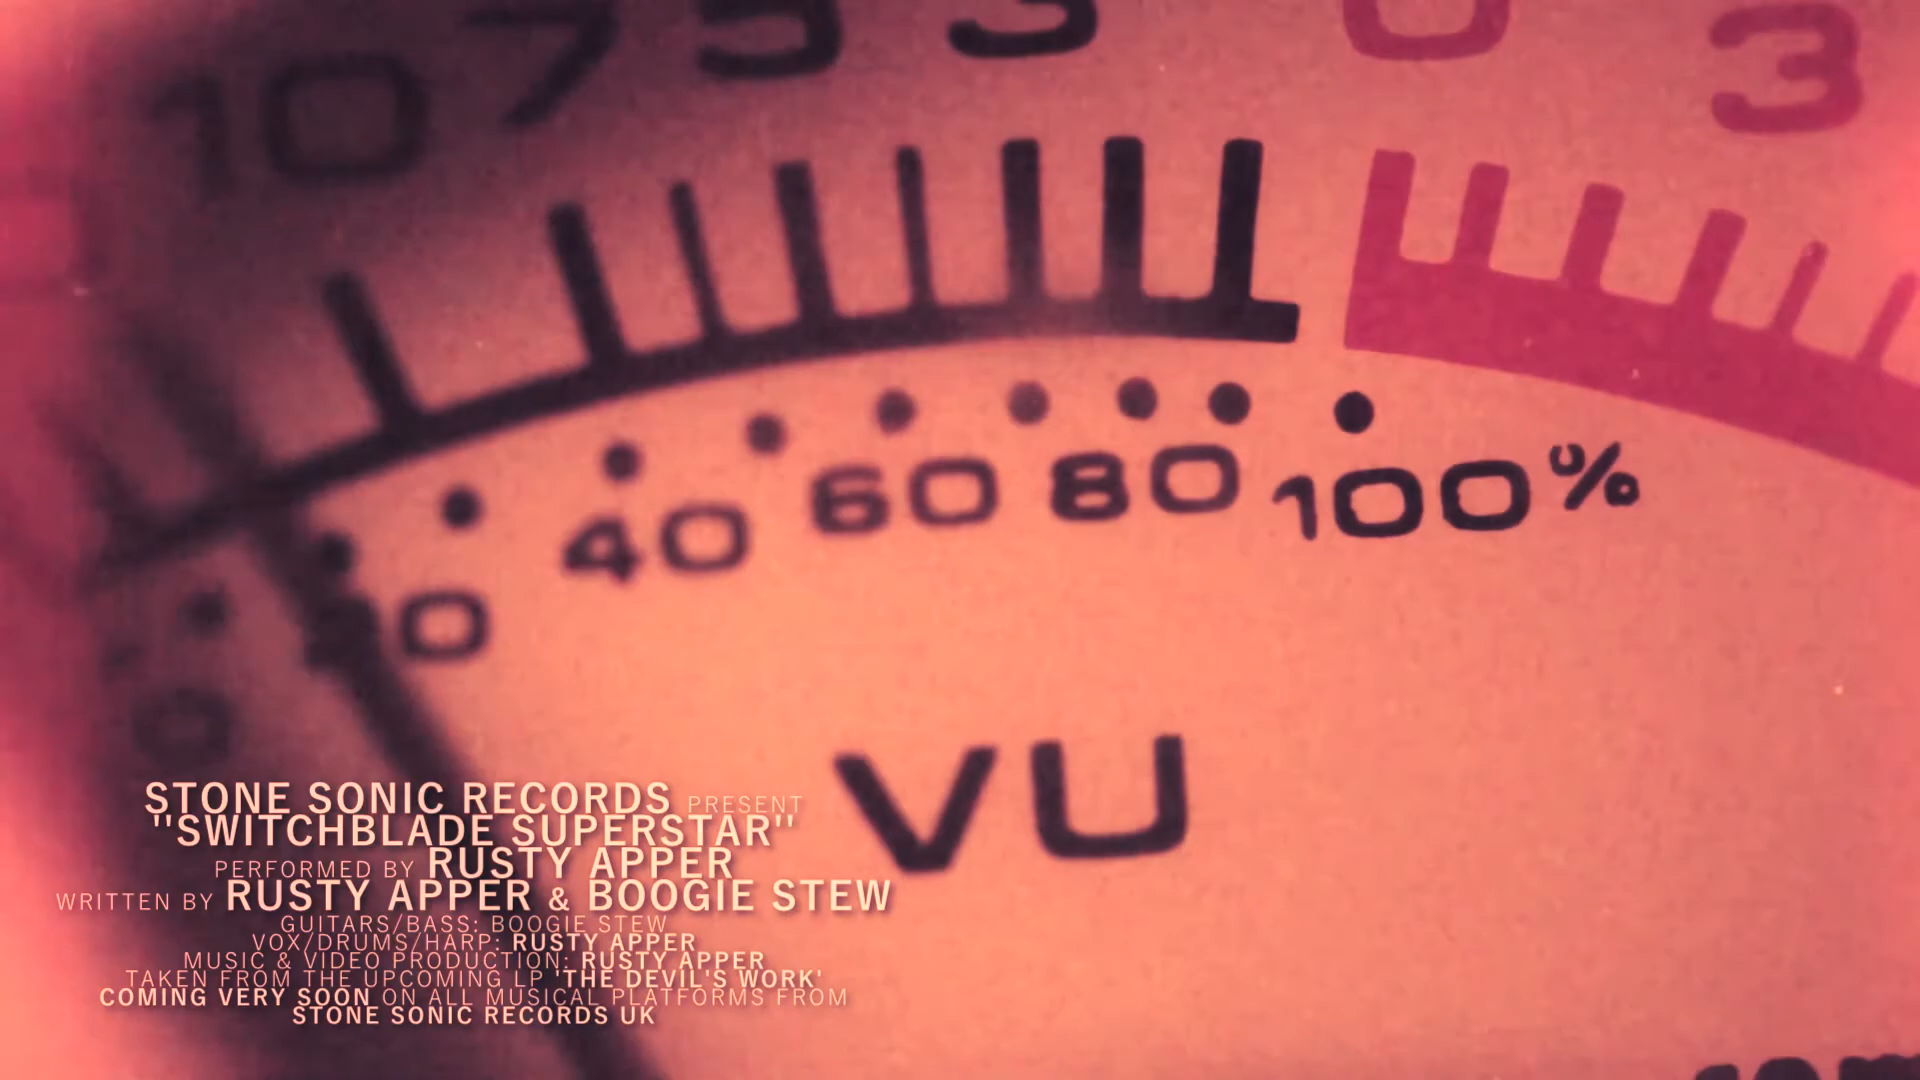 10 7 5 3 0 3
20 40 60 80 100%
0
VU
STONE SONIC RECORDS PRESENT
"SWITCHBLADE SUPERSTAR"
PERFORMED BY RUSTY APPER
WRITTEN BY RUSTY APPER & BOOGIE STEW
GUITARS/BASS: BOOGIE STEW
VOX/DRUMS/HARP: RUSTY APPER
MUSIC & VIDEO PRODUCTION: RUSTY APPER
TAKEN FROM THE UPCOMING LP 'THE DEVIL'S WORK'
COMING VERY SOON ON ALL MUSICAL PLATFORMS FROM
STONE SONIC RECORDS UK